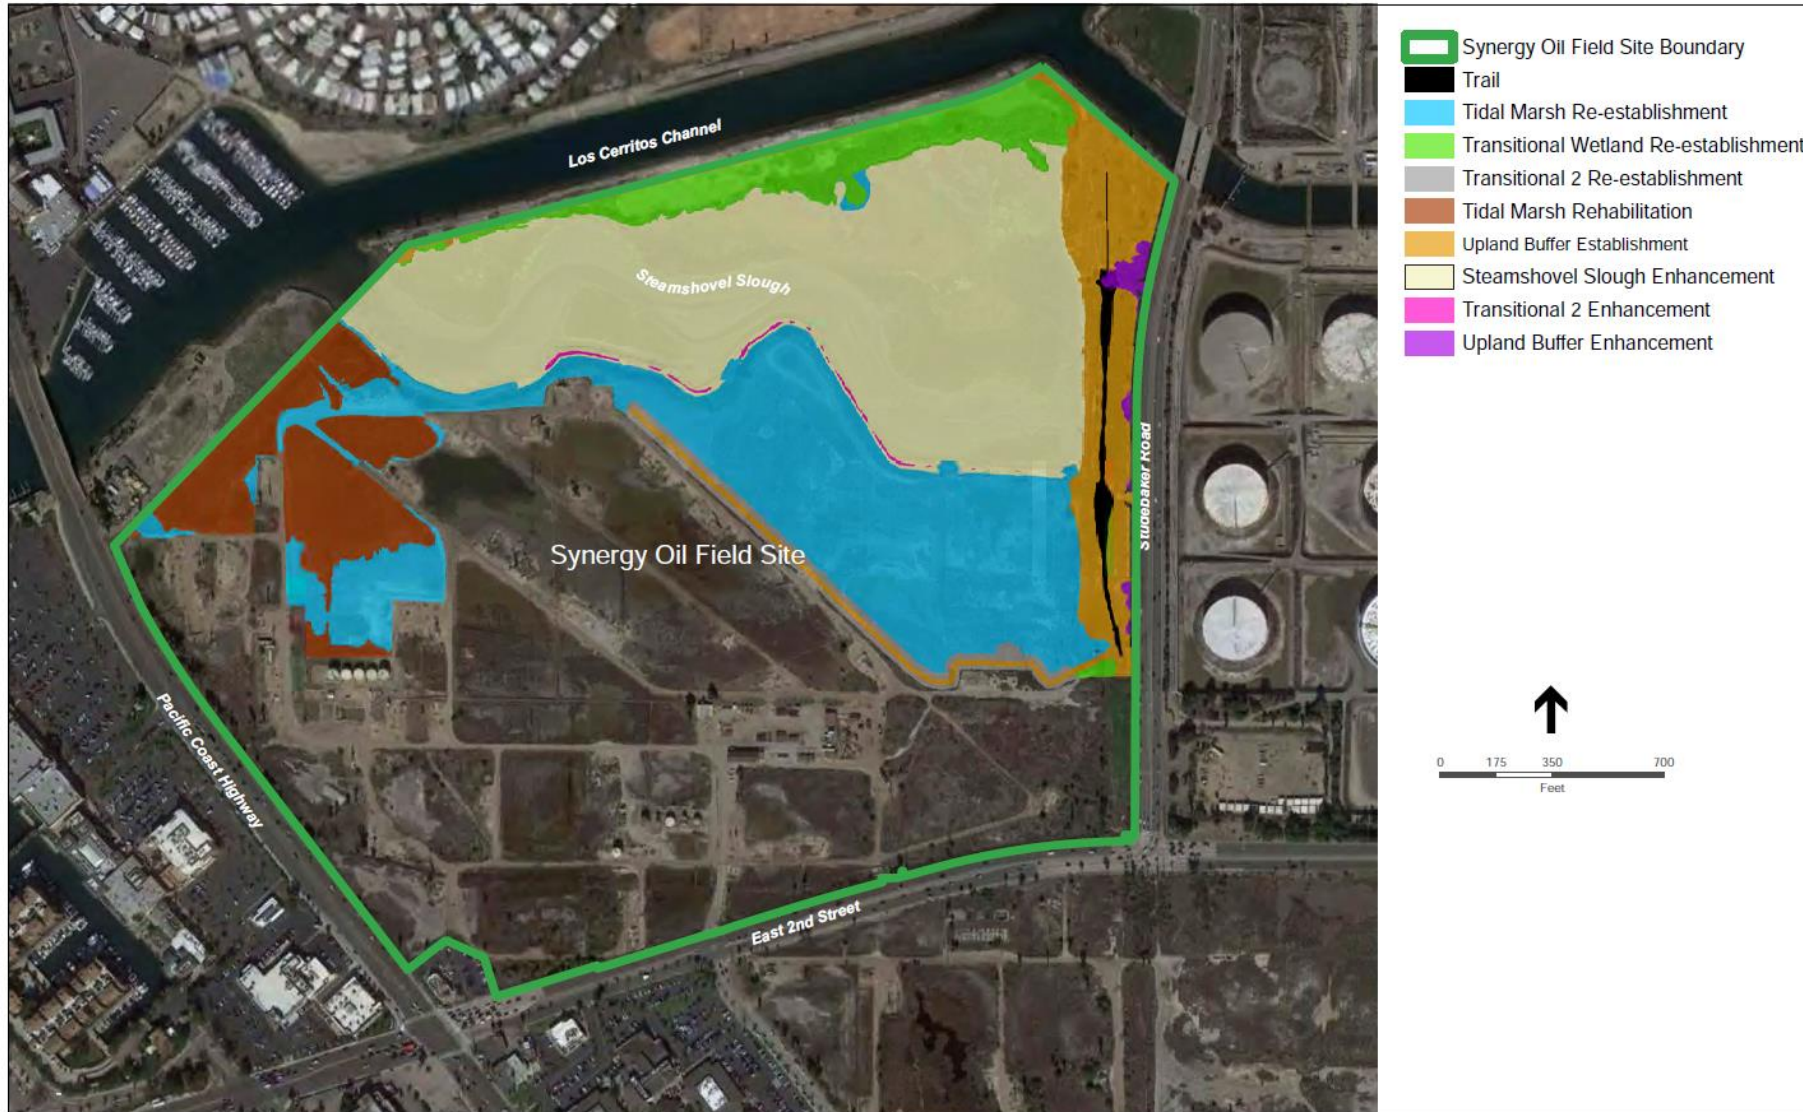 Synergy Oil Field Site Boundary
Trail
Tidal Marsh Re-establishment
Transitional Wetland Re-establishment
Transitional 2 Re-establishment
Tidal Marsh Rehabilitation
Upland Buffer Establishment
Steamshovel Slough Enhancement
Transitional 2 Enhancement
Upland Buffer Enhancement
Los Cerritos Channel
Steamshovel Slough
Studebaker Road
Synergy Oil Field Site
Pacific Coast Highway
East 2nd Street
0 175 350 700
Feet